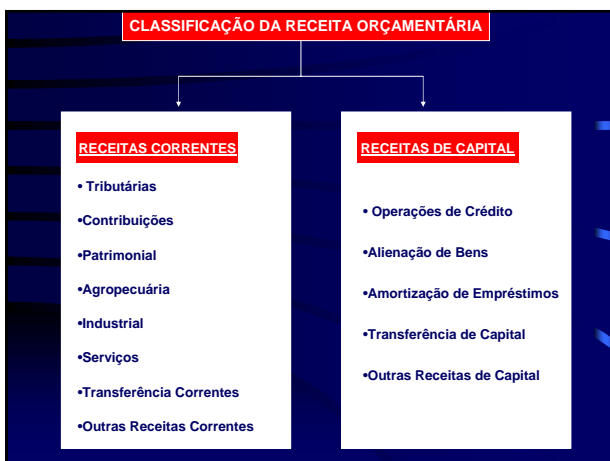 CLASSIFICAÇÃO DA RECEITA ORÇAMENTÁRIA
RECEITAS CORRENTES
• Tributárias
•Contribuições
•Patrimonial
•Agropecuária
•Industrial
•Serviços
•Transferência Correntes
•Outras Receitas Correntes
RECEITAS DE CAPITAL
• Operações de Crédito
•Alienação de Bens
•Amortização de Empréstimos
•Transferência de Capital
•Outras Receitas de Capital